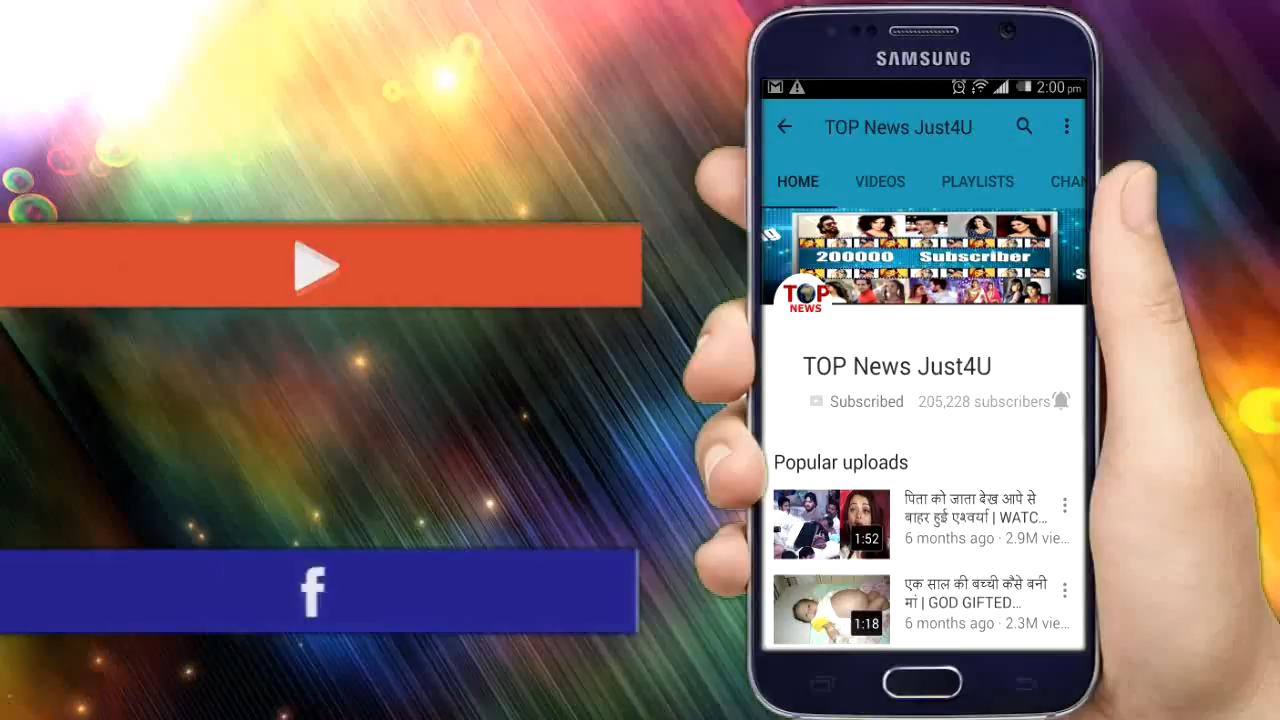 SAMSUNG
2:00 pm
TOP News Just4U
HOME VIDEOS PLAYLISTS CHAN
200000 Subscriber
TOP
NEWS
TOP News Just4U
Subscribed 205,228 subscribers
Popular uploads
पिता को जाता देख आपे से
बाहर हुई एश्वर्या | WATC...
6 months ago · 2.9M vie...
1:52
एक साल की बच्ची कैसे बनी
मां | GOD GIFTED...
6 months ago · 2.3M vie...
1:18
f